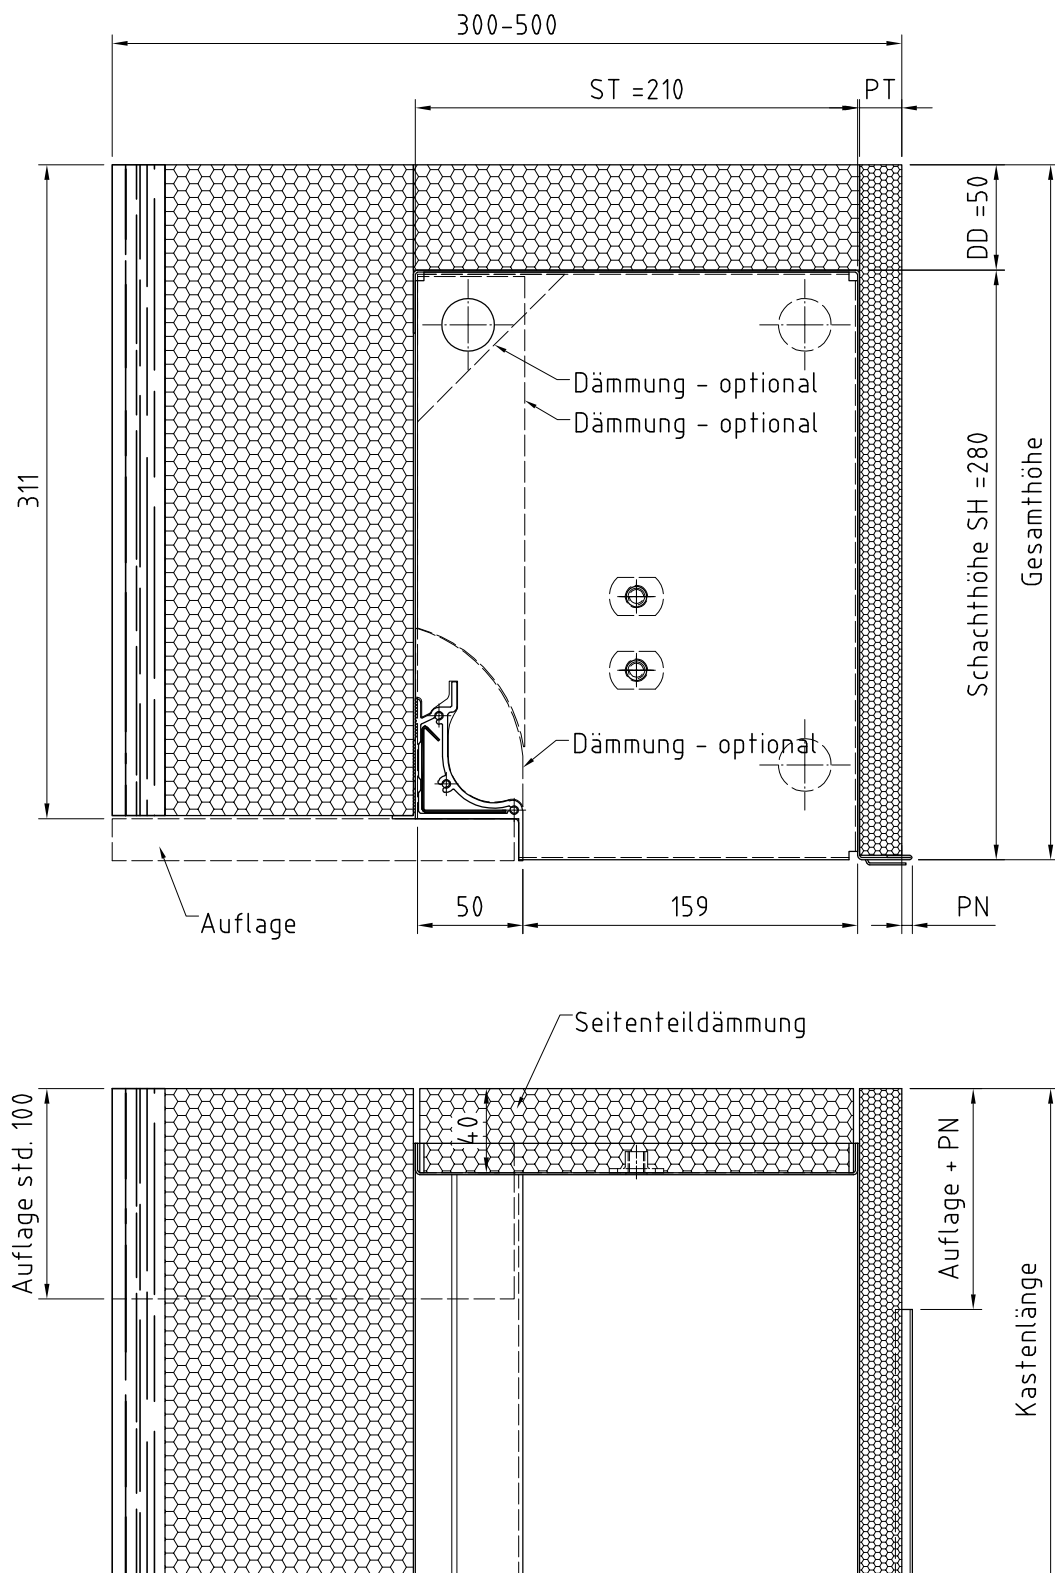 300-500
ST =210
PT
DD =50
Dämmung - optional
Dämmung - optional
311
Schachthöhe SH =280
Gesamthöhe
Dämmung - optional
50
159
PN
Auflage
Seitenteildämmung
Auflage std. 100
40
Auflage + PN
Kastenlänge